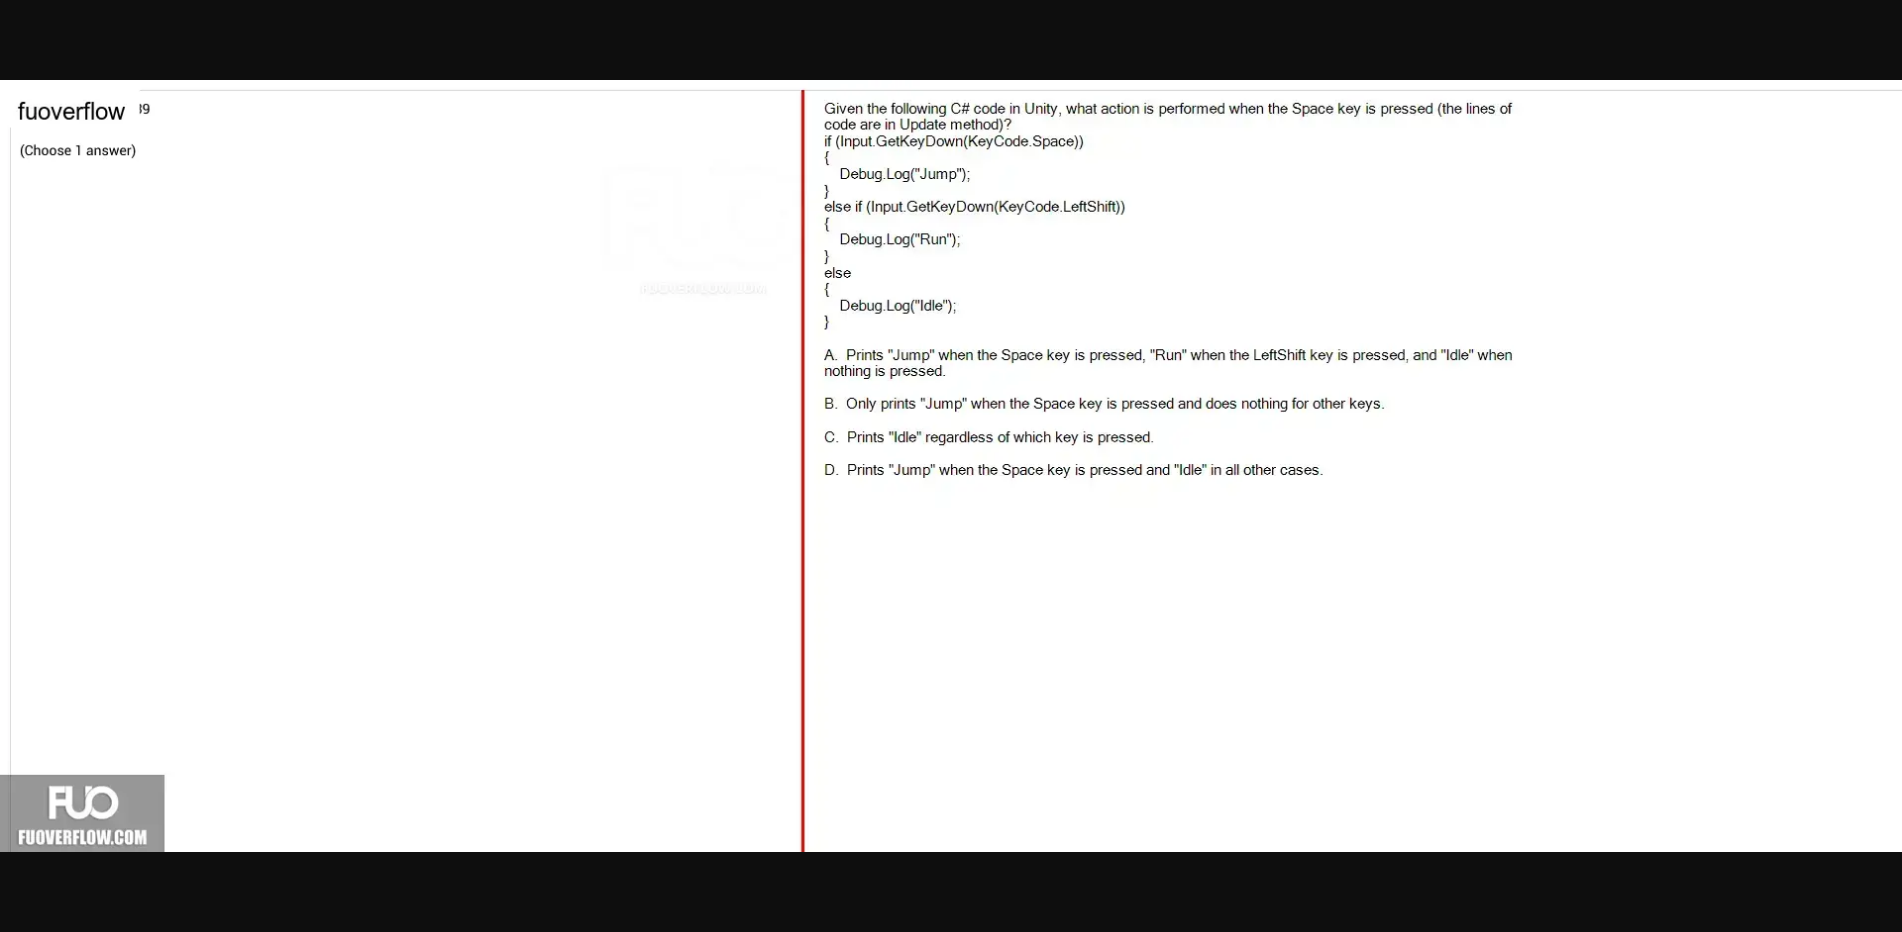 fuoverflow
39
(Choose 1 answer)
Given the following C# code in Unity, what action is performed when the Space key is pressed (the lines of
code are in Update method)?
if (Input.GetKeyDown(KeyCode.Space))
{
Debug.Log("Jump");
}
else if (Input.GetKeyDown(KeyCode.LeftShift))
{
Debug.Log("Run");
}
else
{
Debug.Log("Idle");
}
A. Prints "Jump" when the Space key is pressed, "Run" when the LeftShift key is pressed, and "Idle" when
nothing is pressed.
B. Only prints "Jump" when the Space key is pressed and does nothing for other keys.
C. Prints "Idle" regardless of which key is pressed.
D. Prints "Jump" when the Space key is pressed and "Idle" in all other cases.
FUO
FUOVERFLOW.COM
FUO
FUOVERFLOW.COM